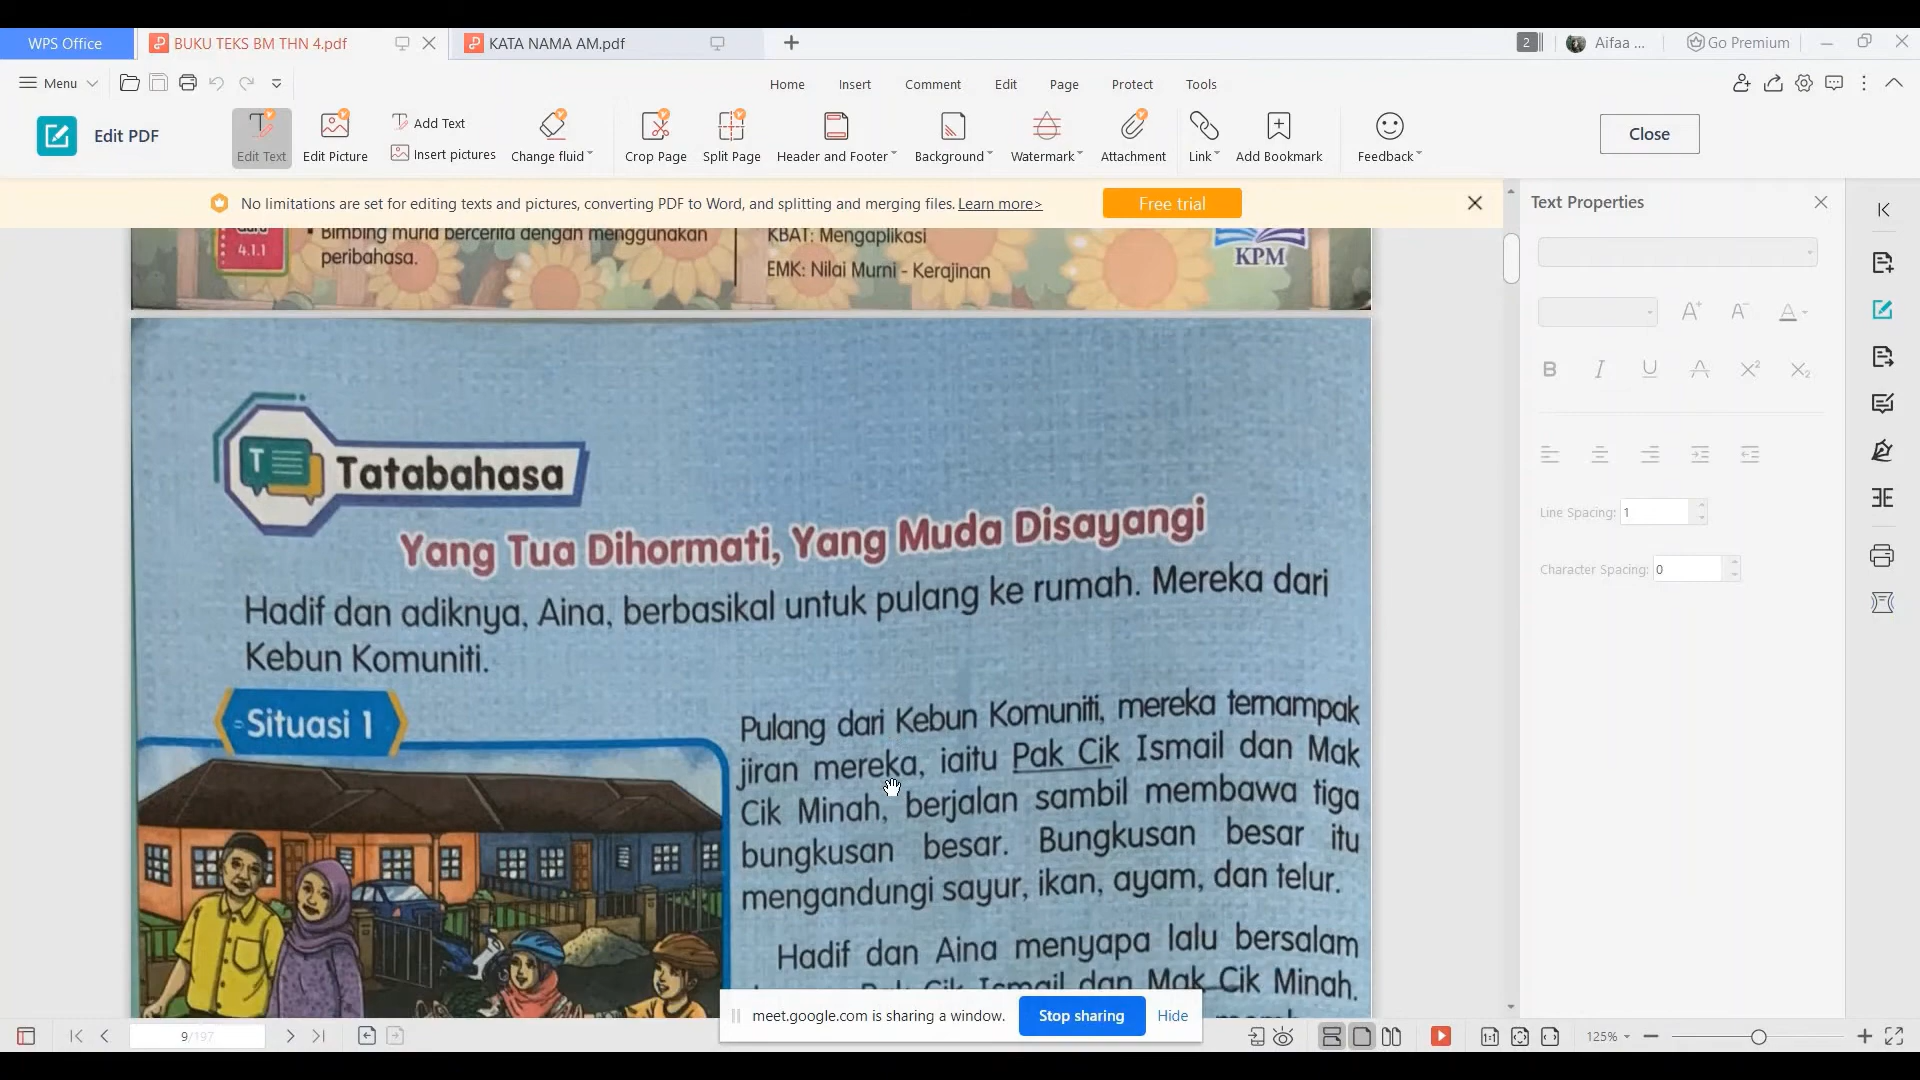 WPS Office
BUKU TEKS BM THN 4.pdf
KATA NAMA AM.pdf
2
Aifaa ...
Go Premium
Menu
Home
Insert
Comment
Edit
Page
Protect
Tools
Edit PDF
Edit Text
Edit Picture
Add Text
Insert pictures
Change fluid
Crop Page
Split Page
Header and Footer
Background
Watermark
Attachment
Link
Add Bookmark
Feedback
Close
No limitations are set for editing texts and pictures, converting PDF to Word, and splitting and merging files. Learn more>
Free trial
Text Properties
4.1.1
• Bimbing murid bercerita dengan menggunakan
peribahasa.
KBAT: Mengaplikasi
EMK: Nilai Murni - Kerajinan
KPM
Tatabahasa
Yang Tua Dihormati, Yang Muda Disayangi
Hadif dan adiknya, Aina, berbasikal untuk pulang ke rumah. Mereka dari
Kebun Komuniti.
Situasi 1
Pulang dari Kebun Komuniti, mereka ternampak
jiran mereka, iaitu Pak Cik Ismail dan Mak
Cik Minah, berjalan sambil membawa tiga
bungkusan besar. Bungkusan besar itu
mengandungi sayur, ikan, ayam, dan telur.
Hadif dan Aina menyapa lalu bersalam
Pak Cik Ismail dan Mak Cik Minah.
Line Spacing: 1
Character Spacing: 0
meet.google.com is sharing a window.
Stop sharing
Hide
9/197
125%